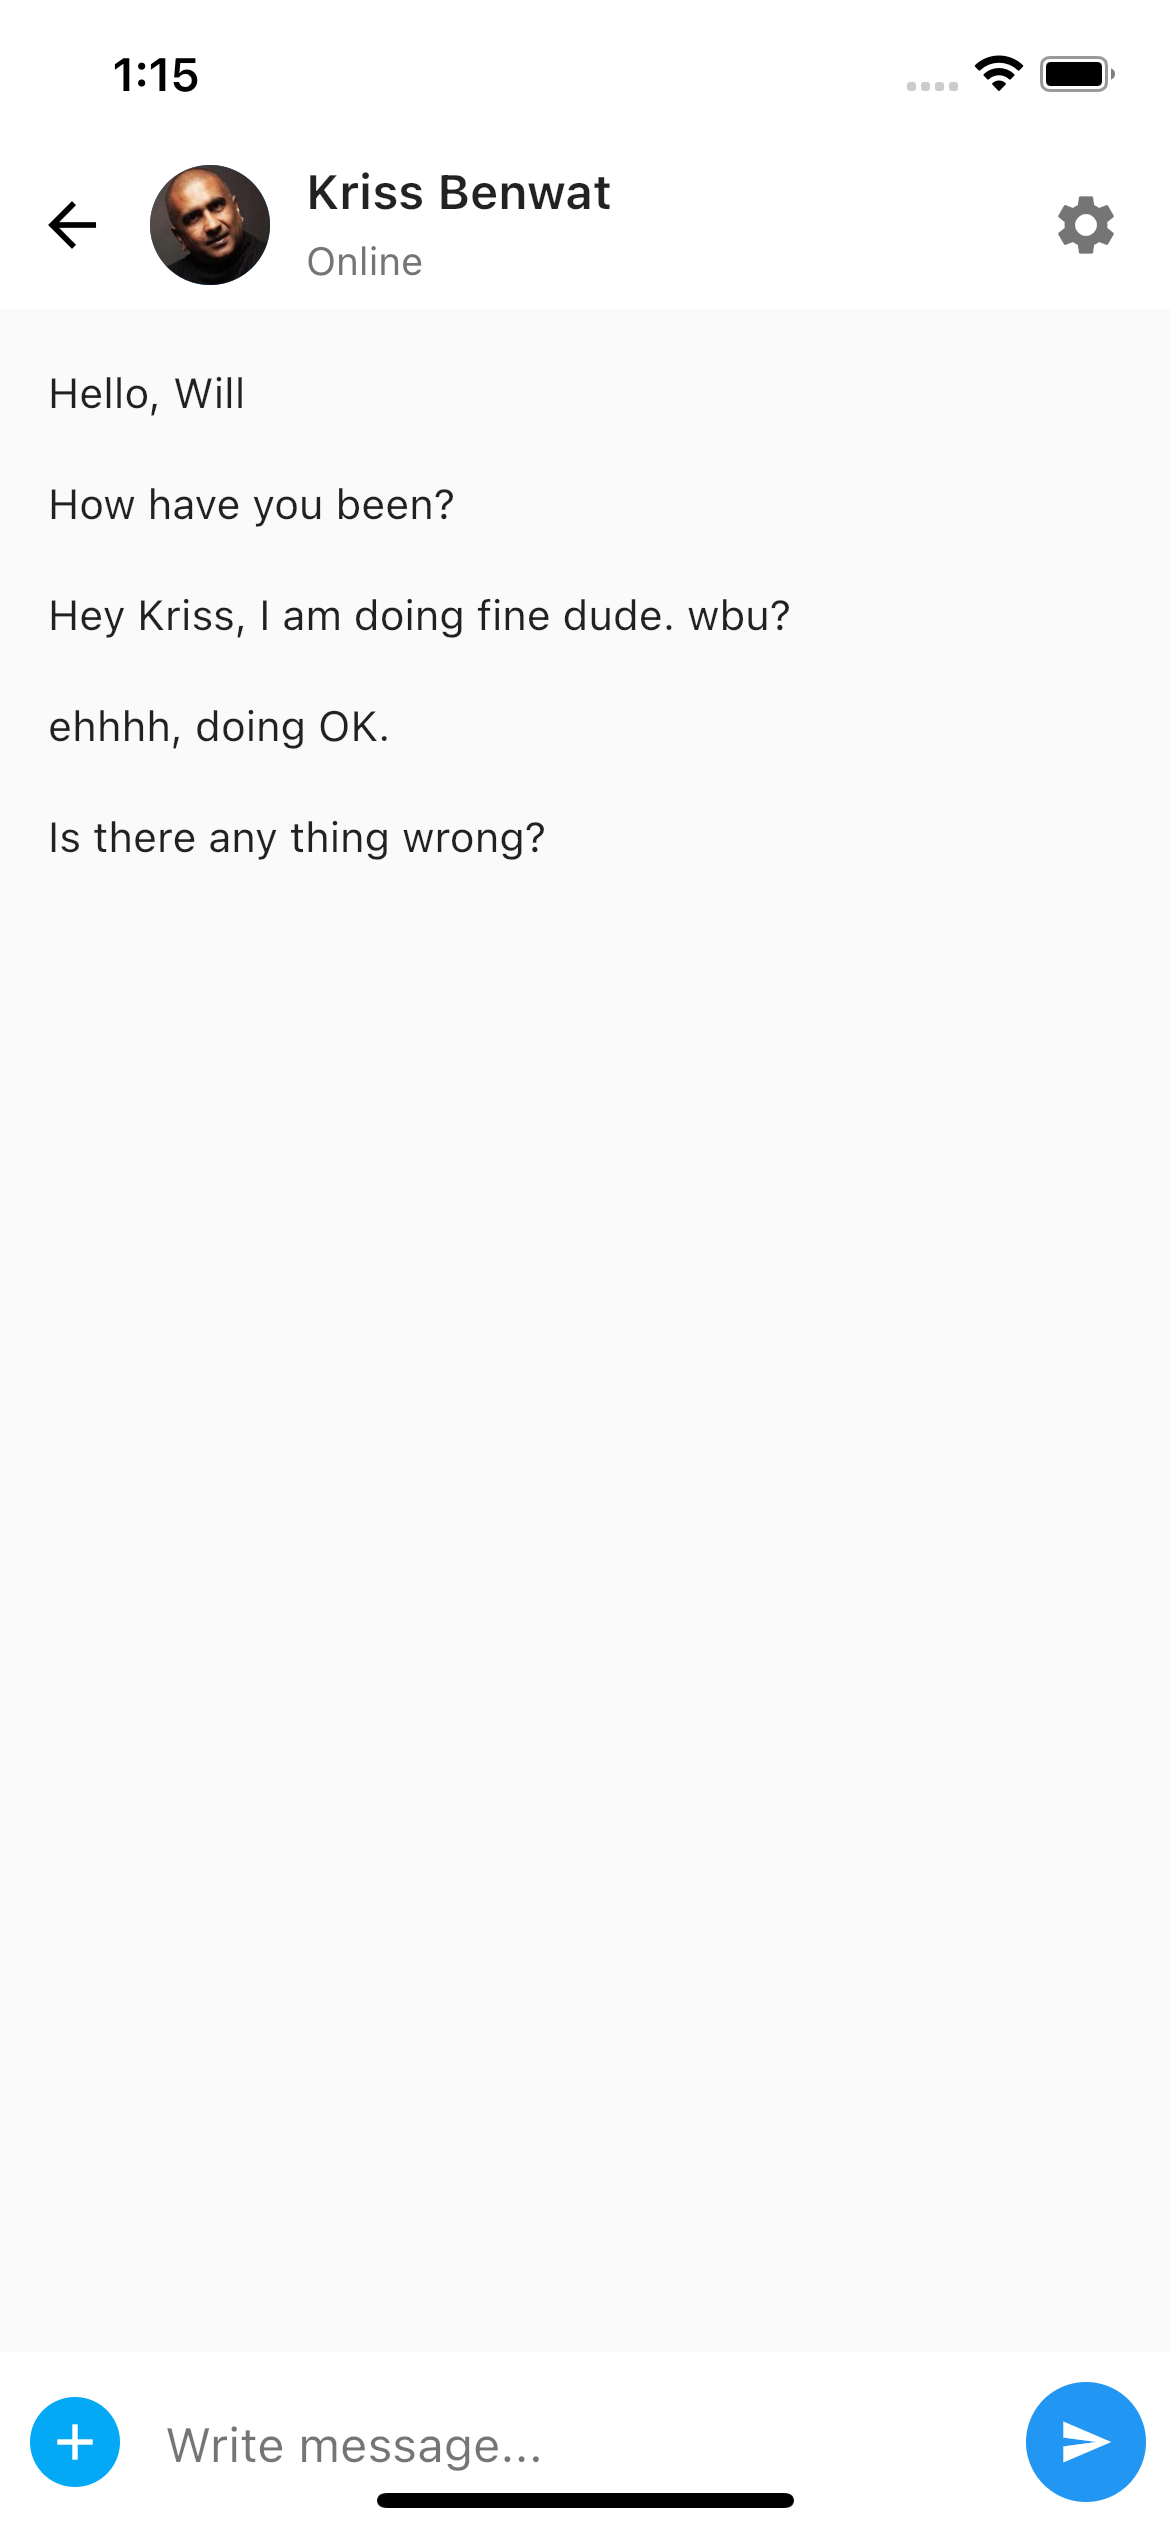 1:15
Kriss Benwat
Online
Hello, Will
How have you been?
Hey Kriss, I am doing fine dude. wbu?
ehhhh, doing OK.
Is there any thing wrong?
Write message...